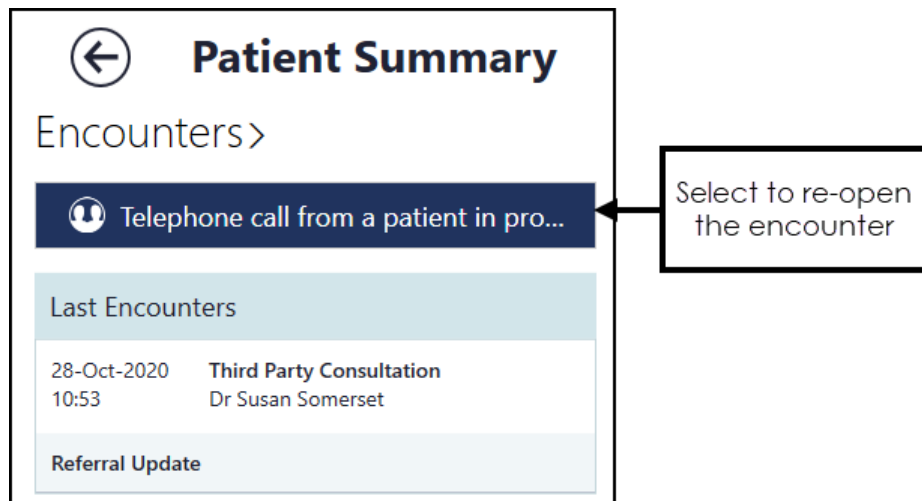 Patient Summary
Encounters>
Telephone call from a patient in pro...
Select to re-open
the encounter
Last Encounters
28-Oct-2020 Third Party Consultation
10:53 Dr Susan Somerset
Referral Update